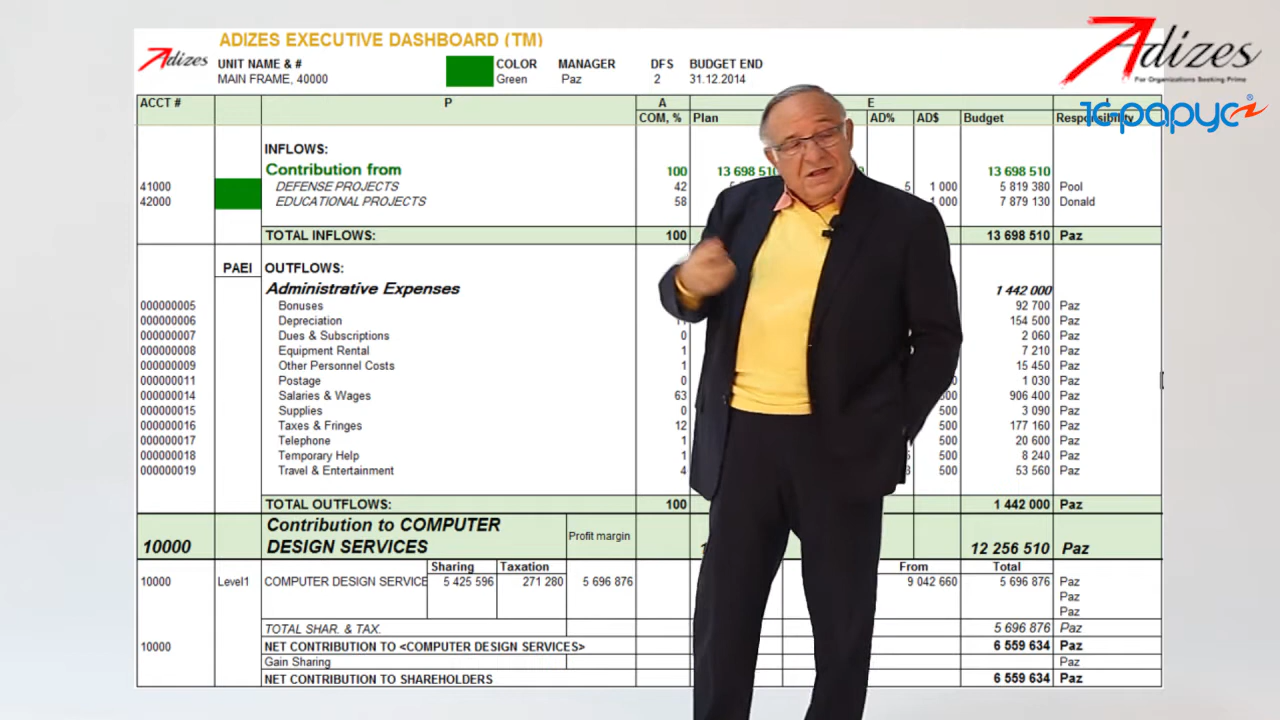 ADIZES EXECUTIVE DASHBOARD (TM)
Adizes
UNIT NAME & # COLOR MANAGER DFS BUDGET END
MAIN FRAME, 40000 Green Paz 2 31.12.2014
Adizes
For Organizations Seeking Prime
1С-рарус®
ACCT # P A E
COM, % Plan AD% AD$ Budget Responsibility
INFLOWS:
Contribution from 100 13 698 510 13 698 510
41000 DEFENSE PROJECTS 42 5 1 000 5 819 380 Pool
42000 EDUCATIONAL PROJECTS 58 1 000 7 879 130 Donald
TOTAL INFLOWS: 100 13 698 510 Paz
PAEI OUTFLOWS:
Administrative Expenses 1 442 000
000000005 Bonuses 92 700 Paz
000000006 Depreciation 11 154 500 Paz
000000007 Dues & Subscriptions 0 2 060 Paz
000000008 Equipment Rental 1 7 210 Paz
000000009 Other Personnel Costs 1 15 450 Paz
000000011 Postage 0 1 030 Paz
000000014 Salaries & Wages 63 500 906 400 Paz
000000015 Supplies 0 500 3 090 Paz
000000016 Taxes & Fringes 12 500 177 160 Paz
000000017 Telephone 1 500 20 600 Paz
000000018 Temporary Help 1 500 8 240 Paz
000000019 Travel & Entertainment 4 500 53 560 Paz
TOTAL OUTFLOWS: 100 1 442 000 Paz
Contribution to COMPUTER
10000 DESIGN SERVICES Profit margin 12 256 510 Paz
Sharing Taxation From Total
10000 Level1 COMPUTER DESIGN SERVICE 5 425 596 271 280 5 696 876 9 042 660 5 696 876 Paz
Paz
Paz
TOTAL SHAR. & TAX. 5 696 876 Paz
10000 NET CONTRIBUTION TO <COMPUTER DESIGN SERVICES> 6 559 634 Paz
Gain Sharing Paz
NET CONTRIBUTION TO SHAREHOLDERS 6 559 634 Paz